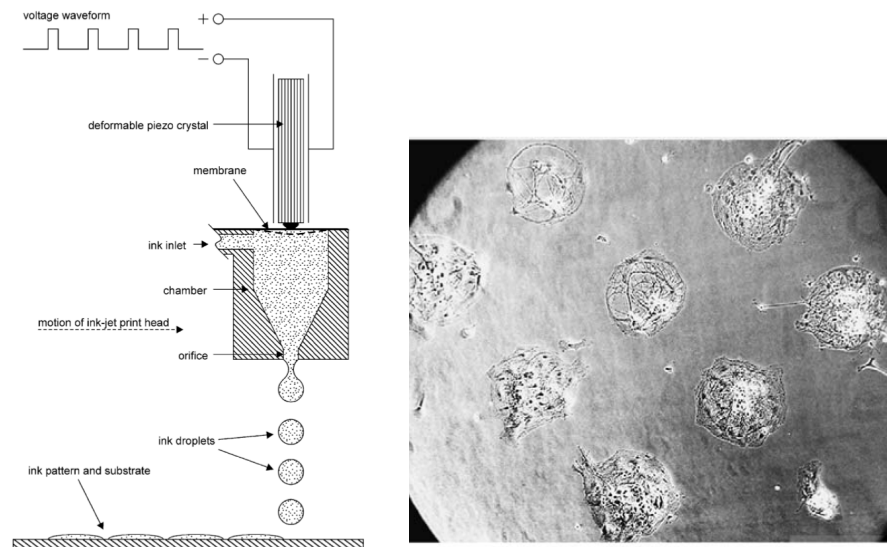 voltage waveform
+
−
deformable piezo crystal
membrane
ink inlet
chamber
motion of ink-jet print head
orifice
ink droplets
ink pattern and substrate